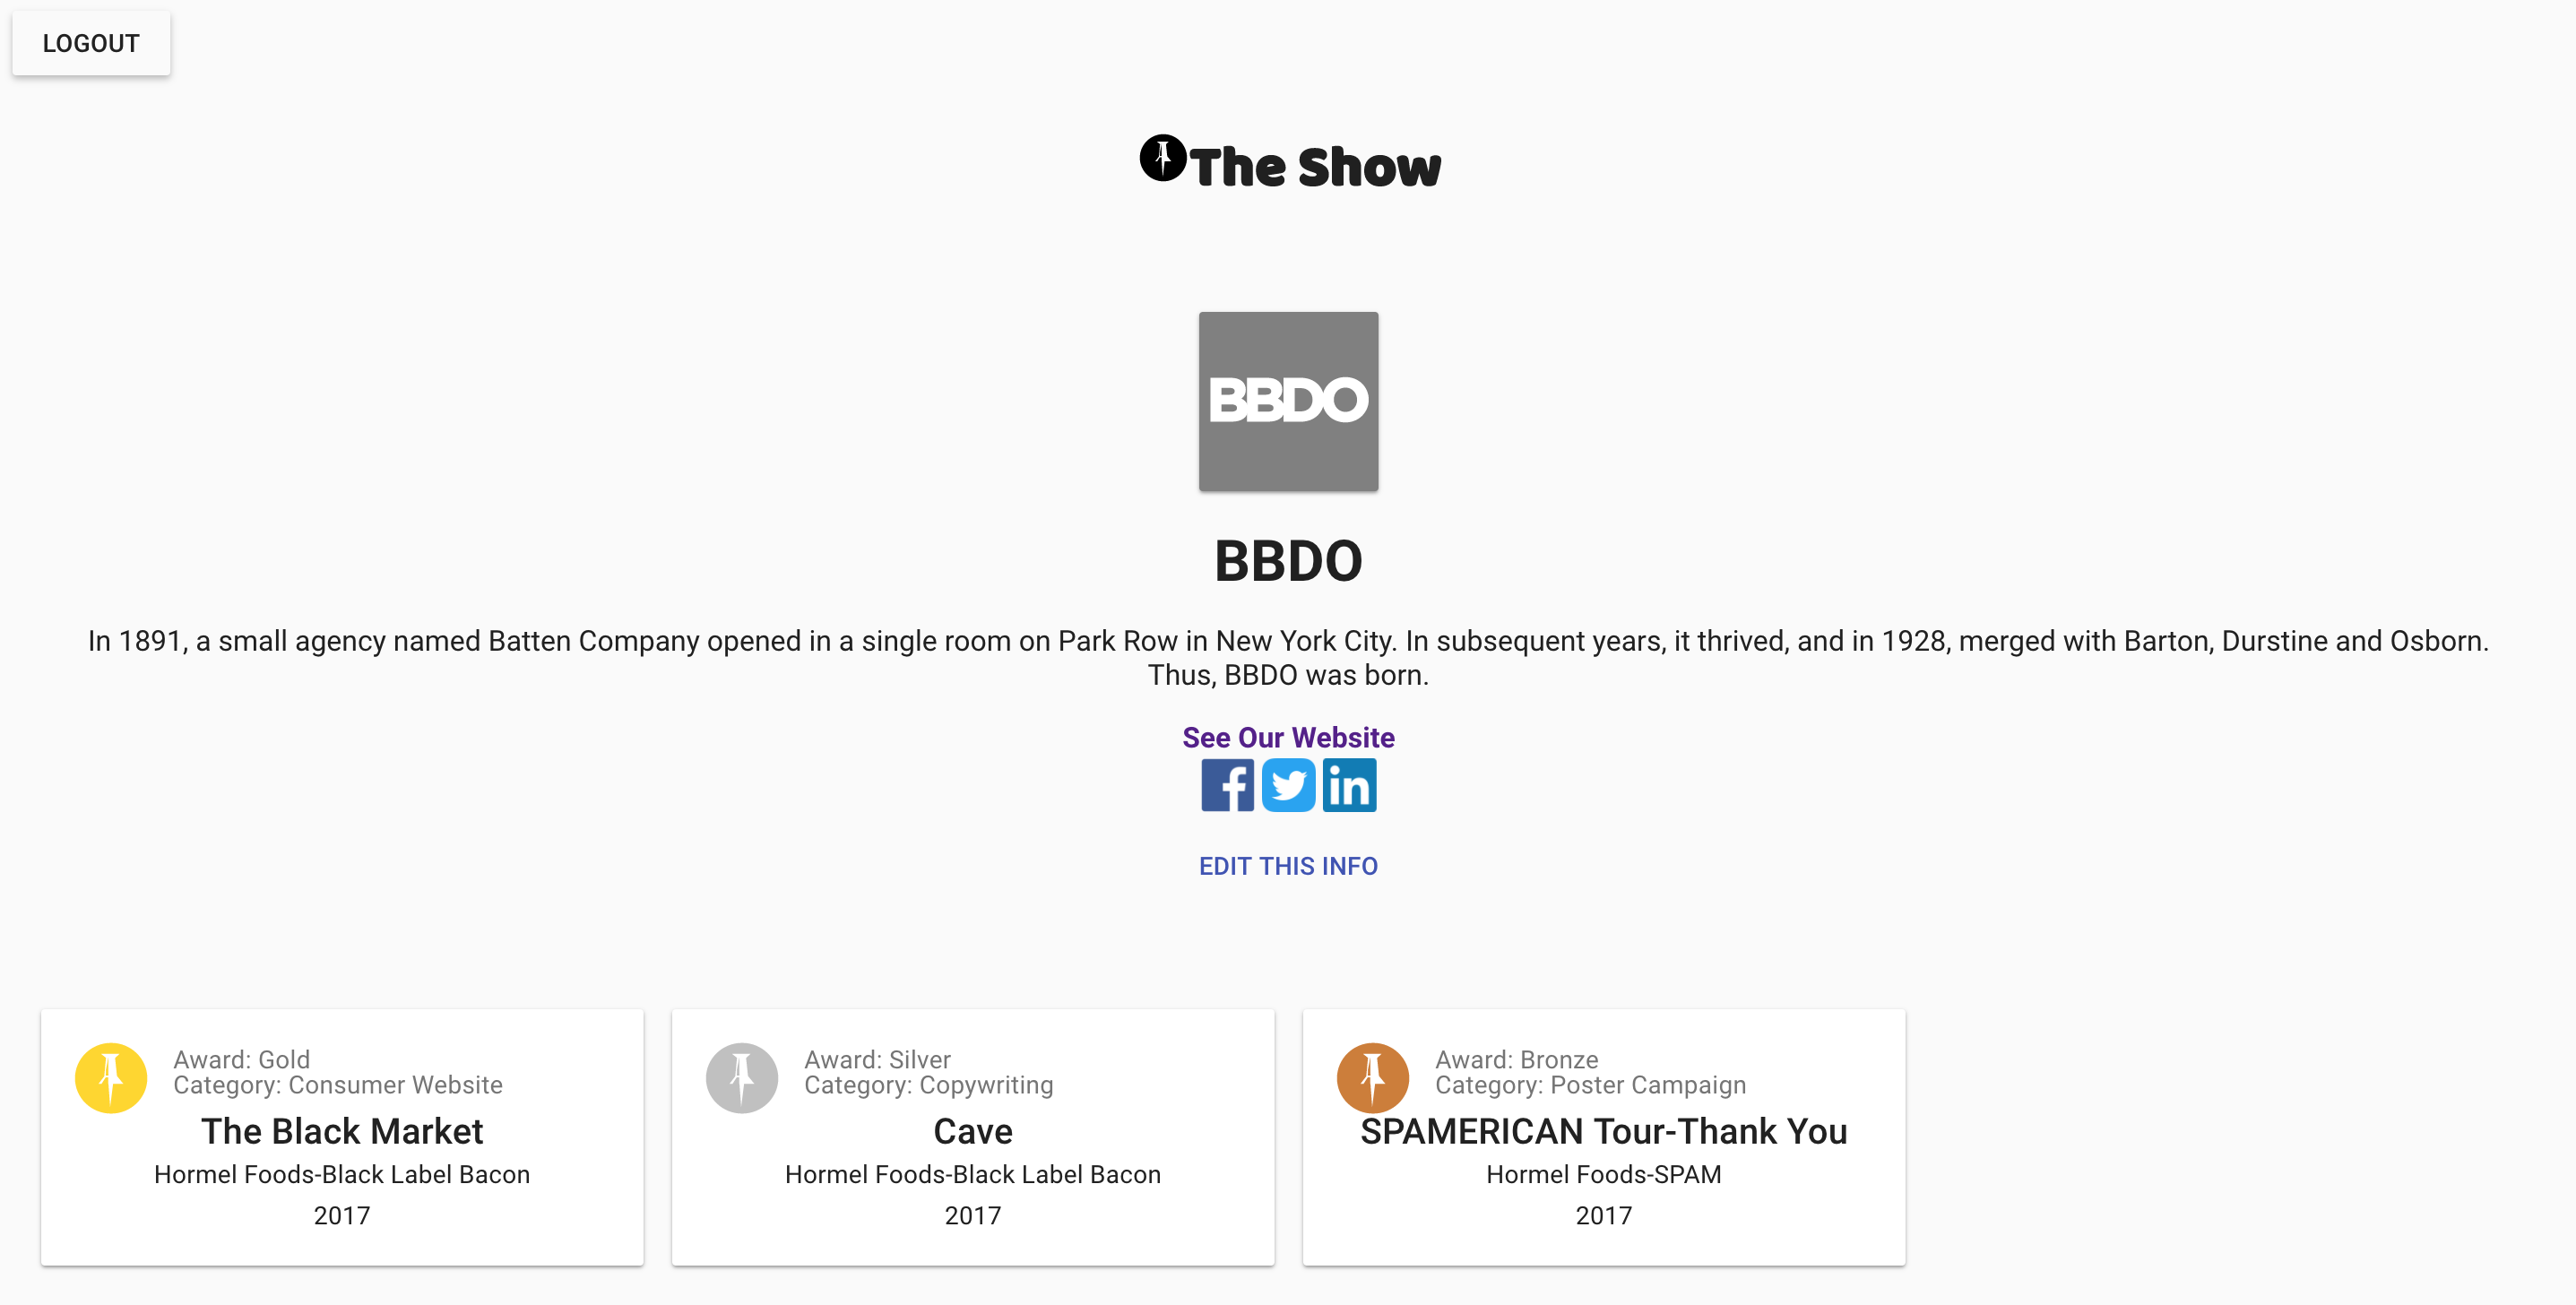 LOGOUT
The Show
BBDO
BBDO
In 1891, a small agency named Batten Company opened in a single room on Park Row in New York City. In subsequent years, it thrived, and in 1928, merged with Barton, Durstine and Osborn.
Thus, BBDO was born.
See Our Website
f
in
EDIT THIS INFO
Award: Gold
Category: Consumer Website
The Black Market
Hormel Foods-Black Label Bacon
2017
Award: Silver
Category: Copywriting
Cave
Hormel Foods-Black Label Bacon
2017
Award: Bronze
Category: Poster Campaign
SPAMERICAN Tour-Thank You
Hormel Foods-SPAM
2017